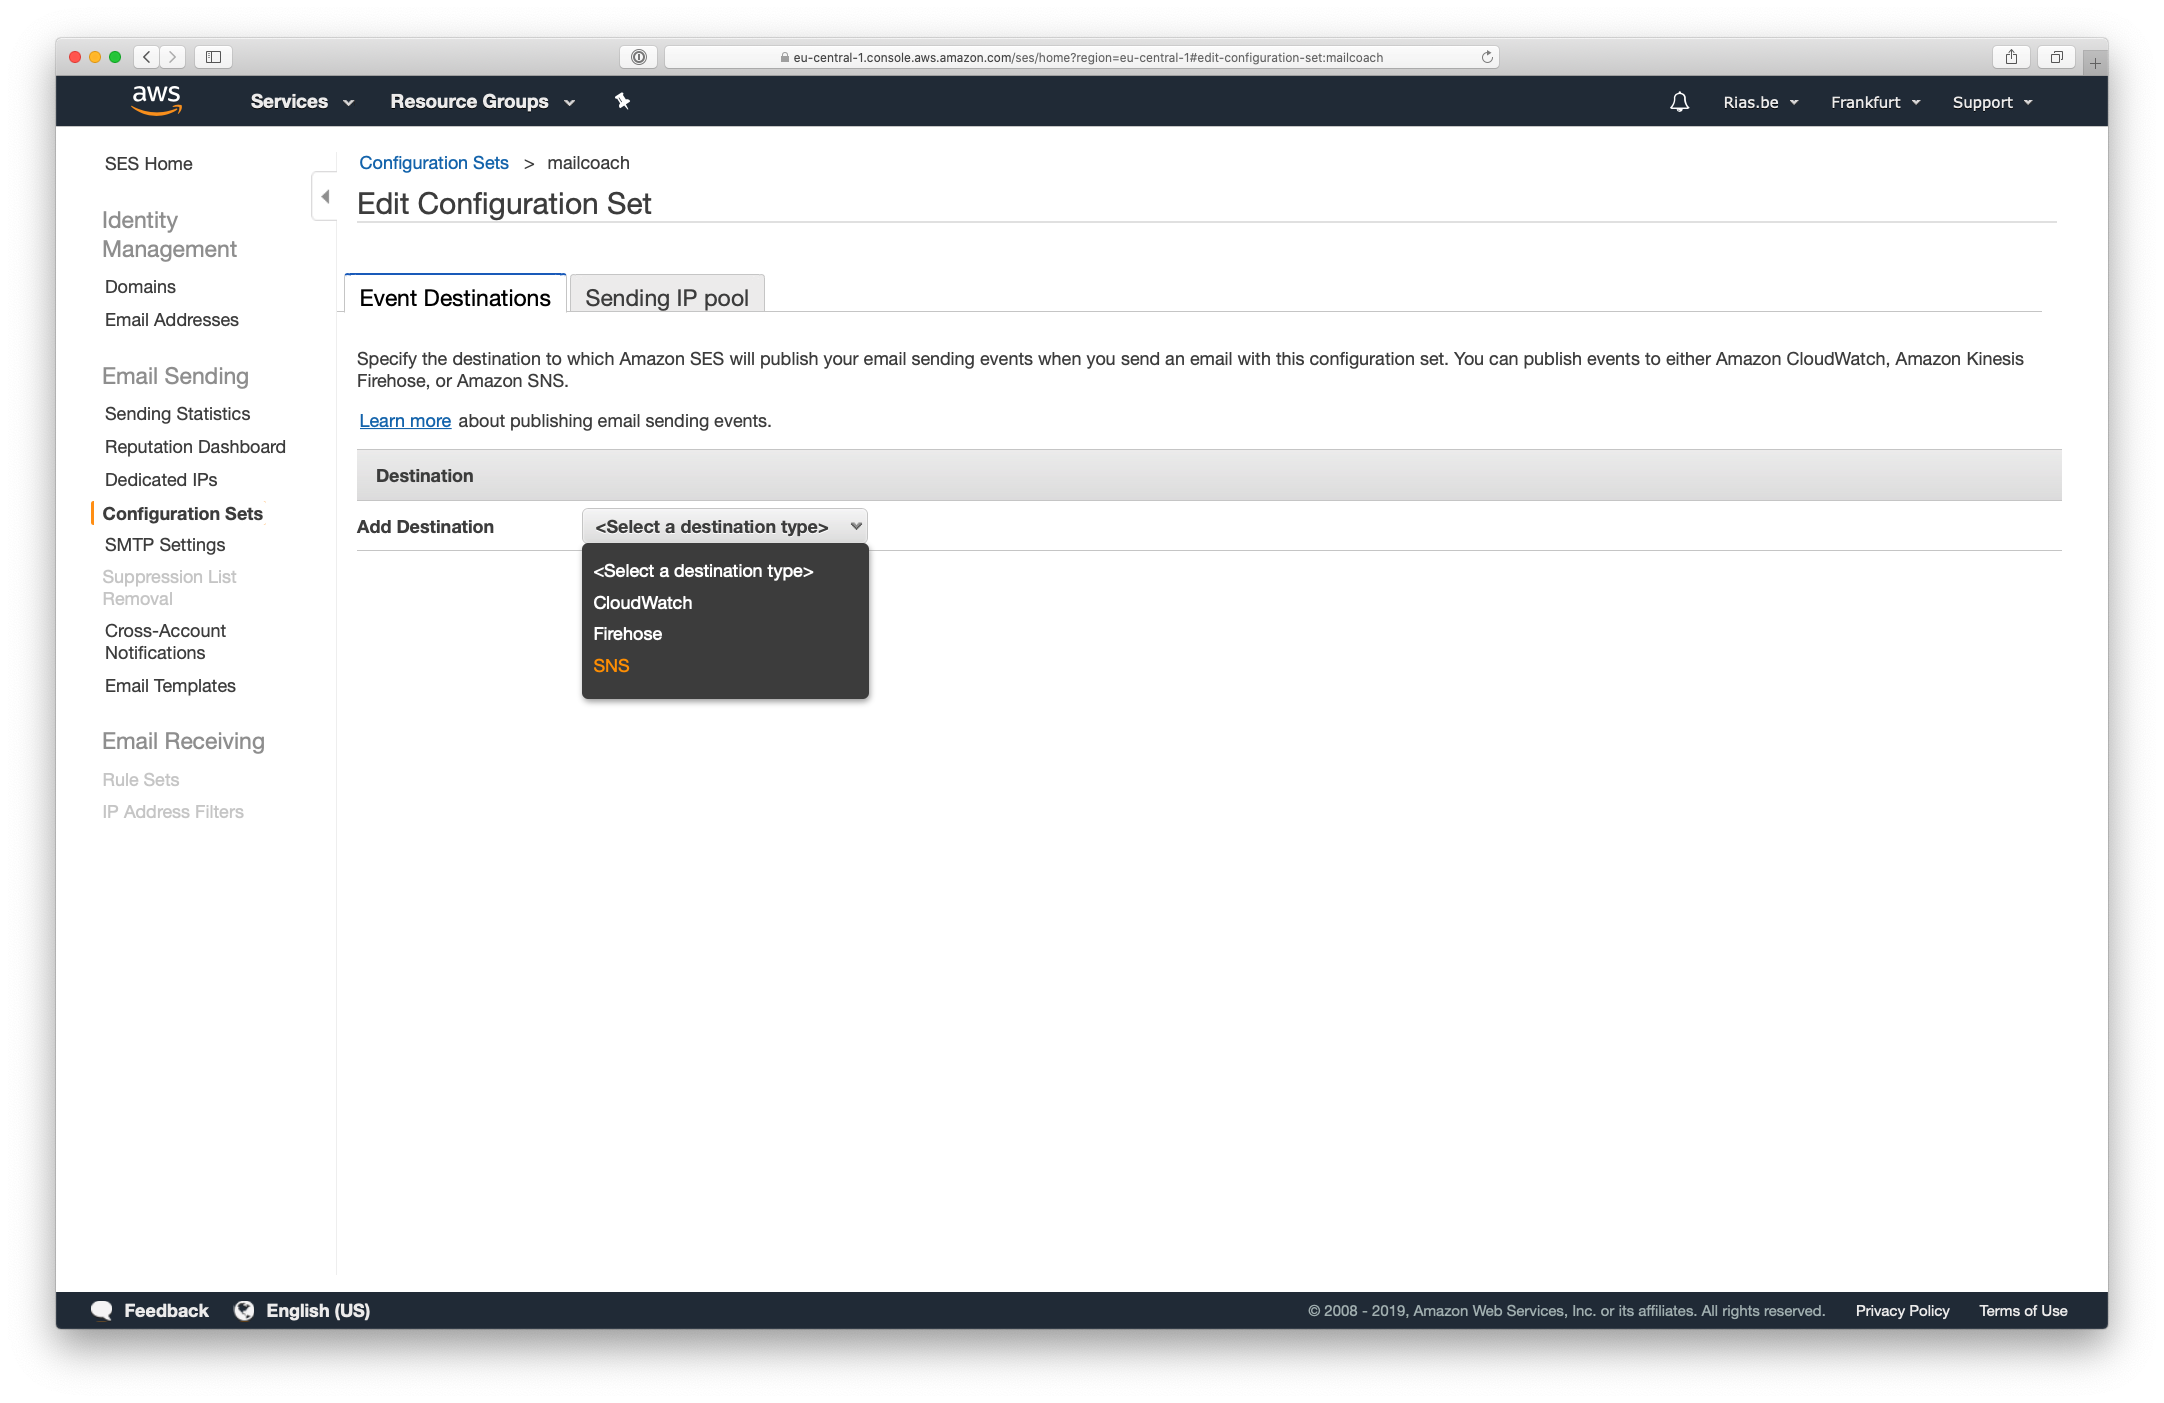 eu-central-1.console.aws.amazon.com/ses/home?region=eu-central-1#edit-configuration-set:mailcoach
aws
Services
Resource Groups
Rias.be
Frankfurt
Support
SES Home
Identity
Management
Domains
Email Addresses
Email Sending
Sending Statistics
Reputation Dashboard
Dedicated IPs
Configuration Sets
SMTP Settings
Suppression List
Removal
Cross-Account
Notifications
Email Templates
Email Receiving
Rule Sets
IP Address Filters
Configuration Sets > mailcoach
Edit Configuration Set
Event Destinations
Sending IP pool
Specify the destination to which Amazon SES will publish your email sending events when you send an email with this configuration set. You can publish events to either Amazon CloudWatch, Amazon Kinesis
Firehose, or Amazon SNS.
Learn more about publishing email sending events.
Destination
Add Destination
<Select a destination type>
<Select a destination type>
CloudWatch
Firehose
SNS
Feedback
English (US)
© 2008 - 2019, Amazon Web Services, Inc. or its affiliates. All rights reserved.
Privacy Policy
Terms of Use